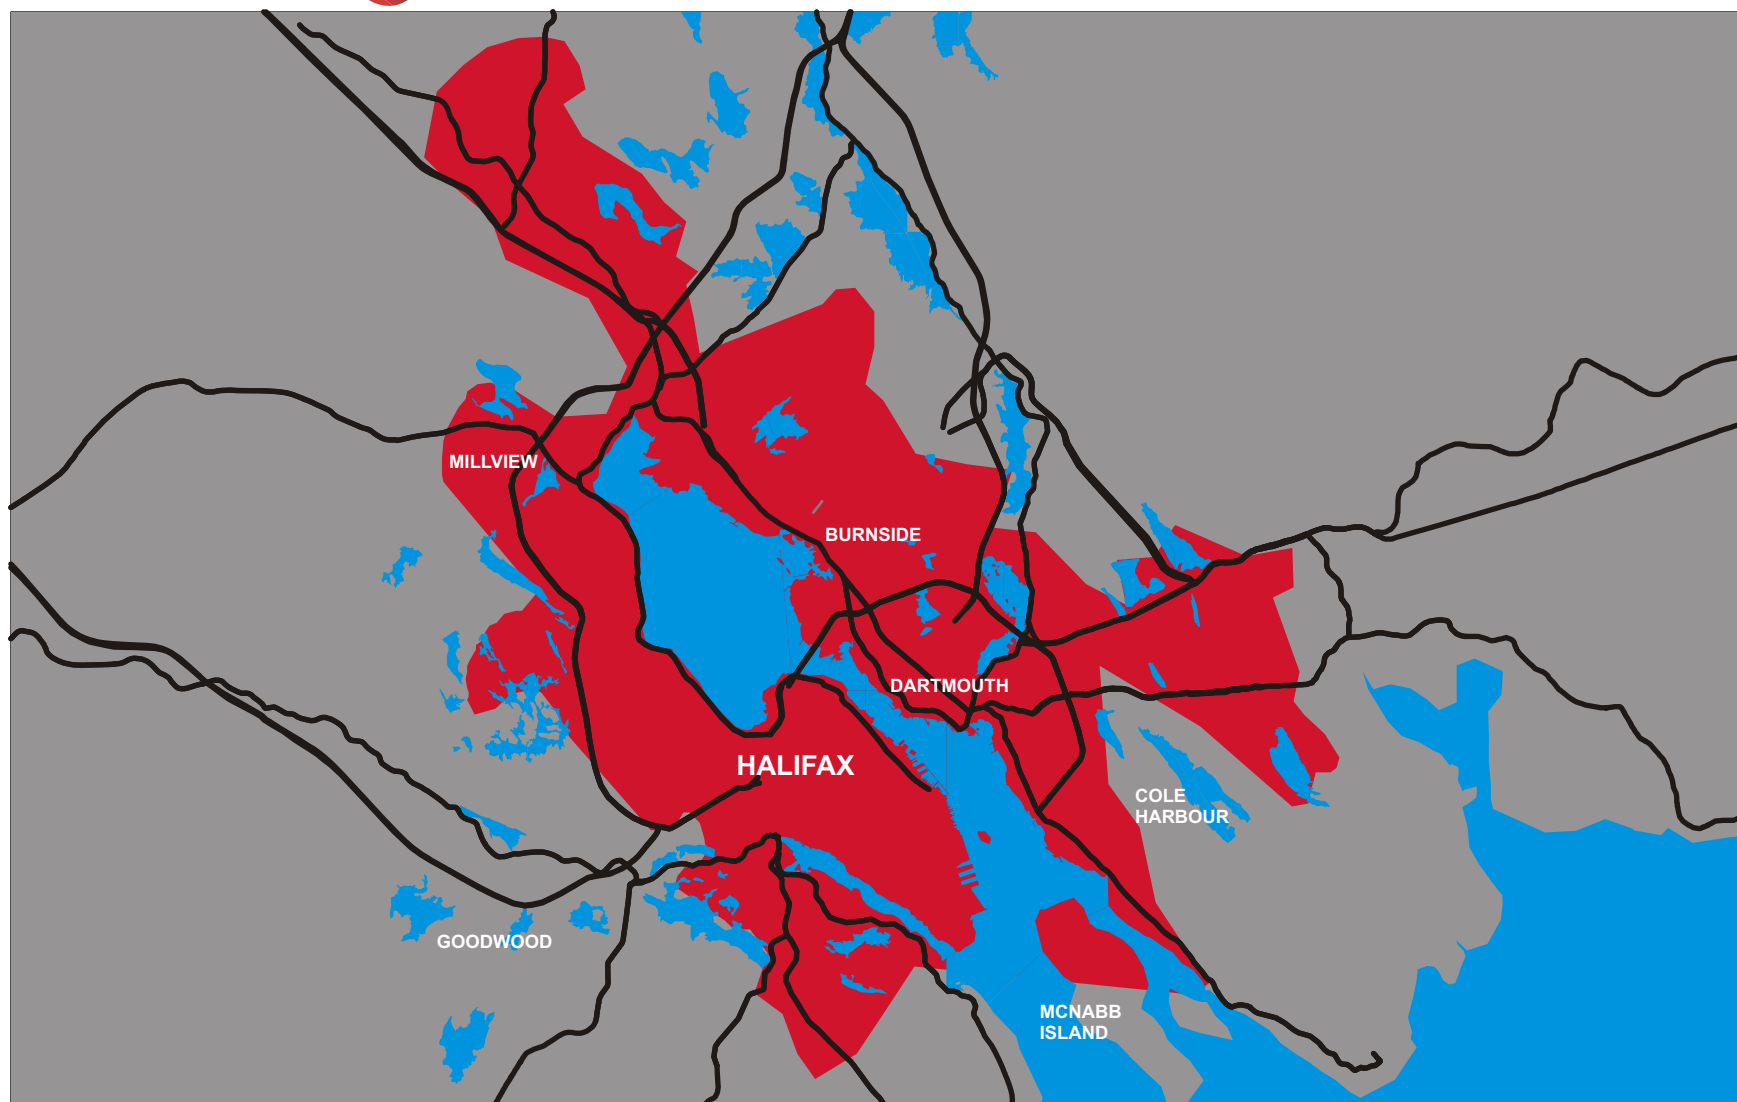 MILLVIEW
BURNSIDE
DARTMOUTH
HALIFAX
COLE
HARBOUR
GOODWOOD
MCNABB
ISLAND